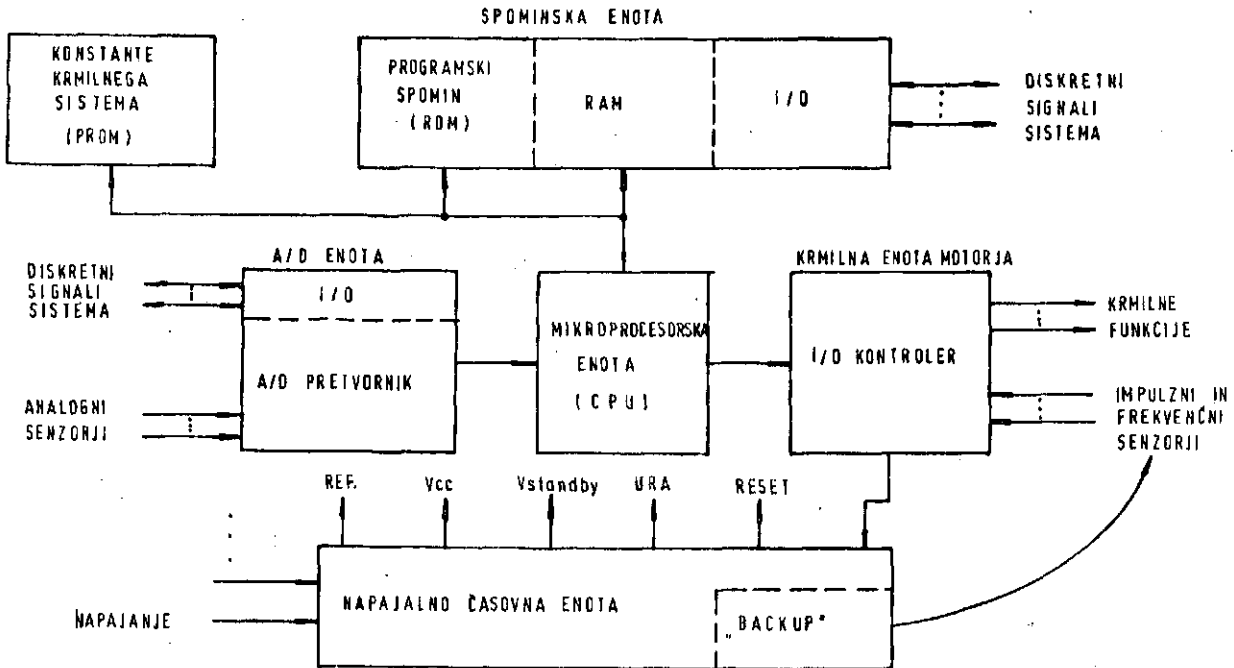 SPOMINSKA ENOTA
KONSTANTE
KRMILNEGA
SISTEMA
(PROM)
PROGRAMSKI
SPOMIN
(ROM)
RAM
I/O
DISKRETNI
SIGNALI
SISTEMA
A/D ENOTA
KRMILNA ENOTA MOTORJA
DISKRETNI
SIGNALI
SISTEMA
I/O
A/D PRETVORNIK
ANALOGNI
SENZORJI
MIKROPROCESORSKA
ENOTA
(CPU)
I/O KONTROLER
KRMILNE
FUNKCIJE
IMPULZNI IN
FREKVENČNI
SENZORJI
REF.
Vcc
Vstandby
URA
RESET
NAPAJANJE
NAPAJALNO ČASOVNA ENOTA
„BACKUP"